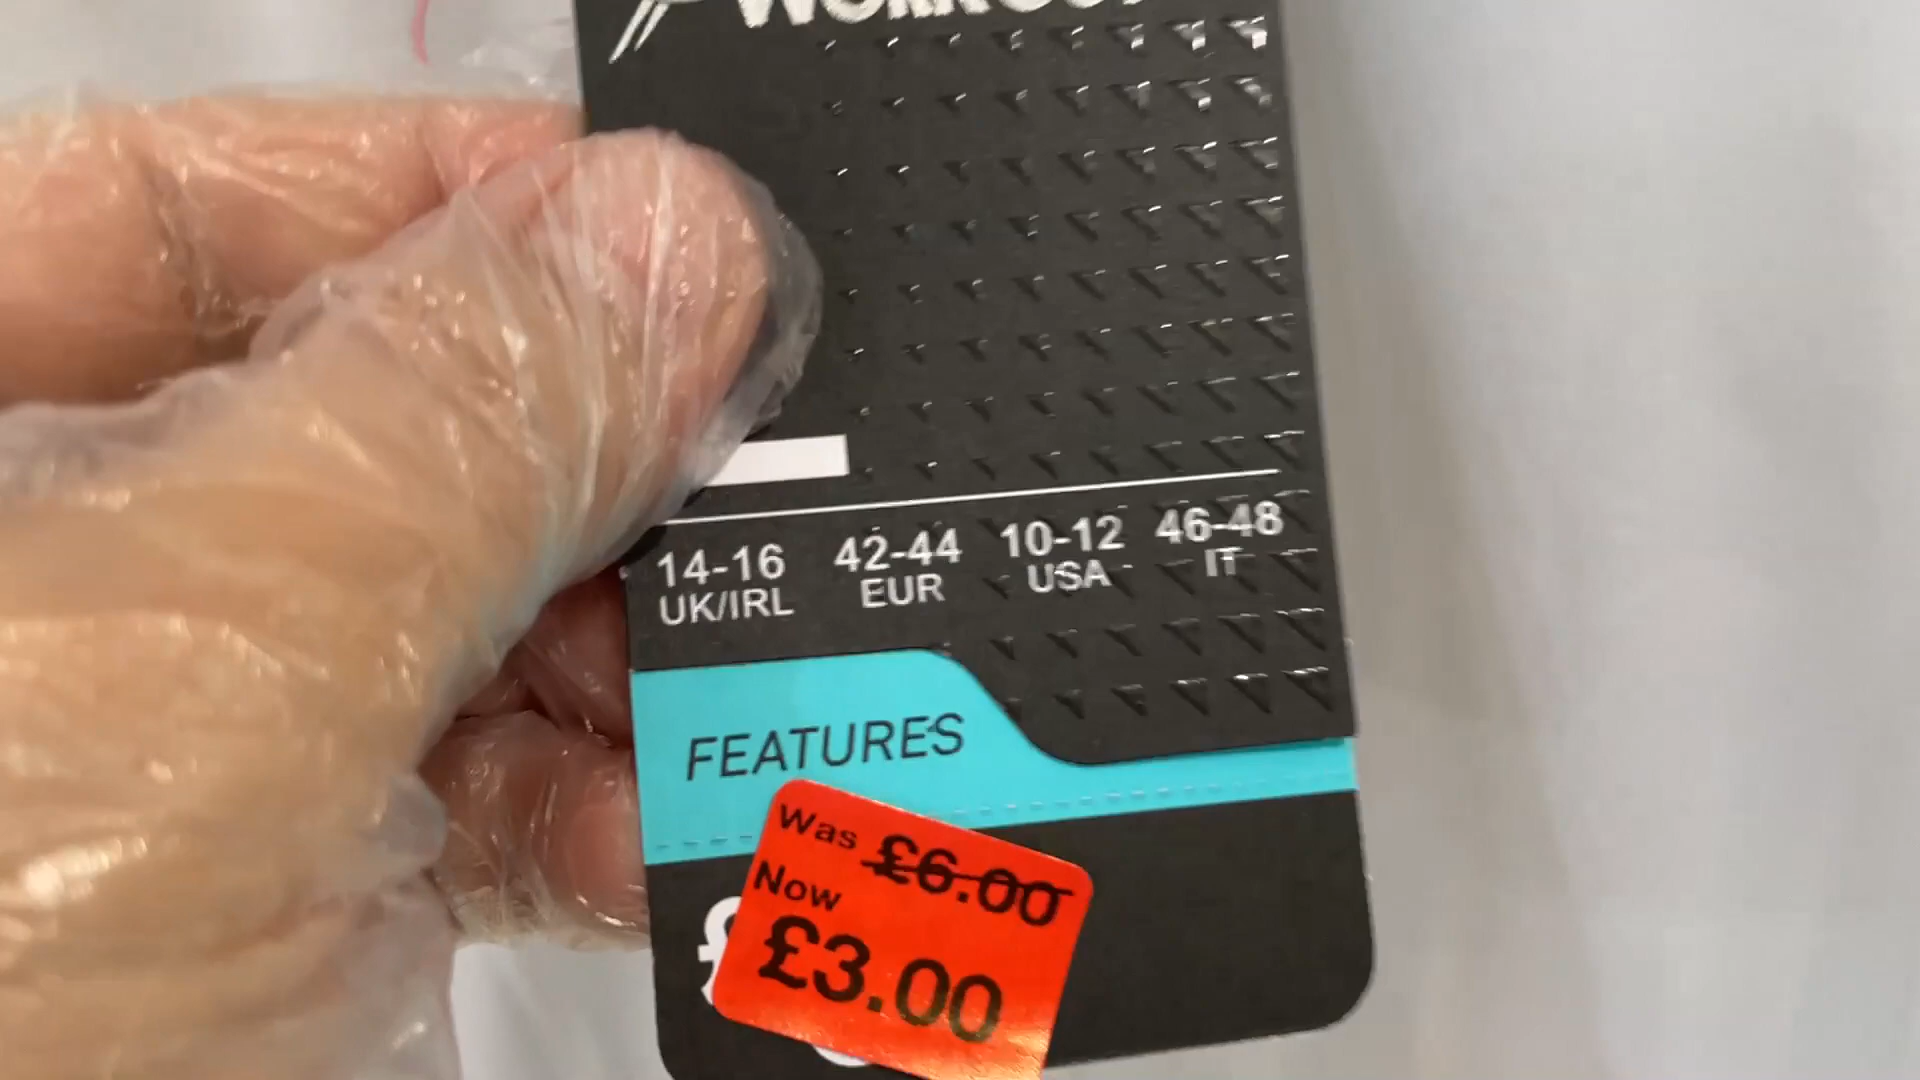 WORKOUT
14-16 42-44 10-12 46-48
UK/IRL EUR USA IT
FEATURES
Was £6.00
Now
£3.00
£